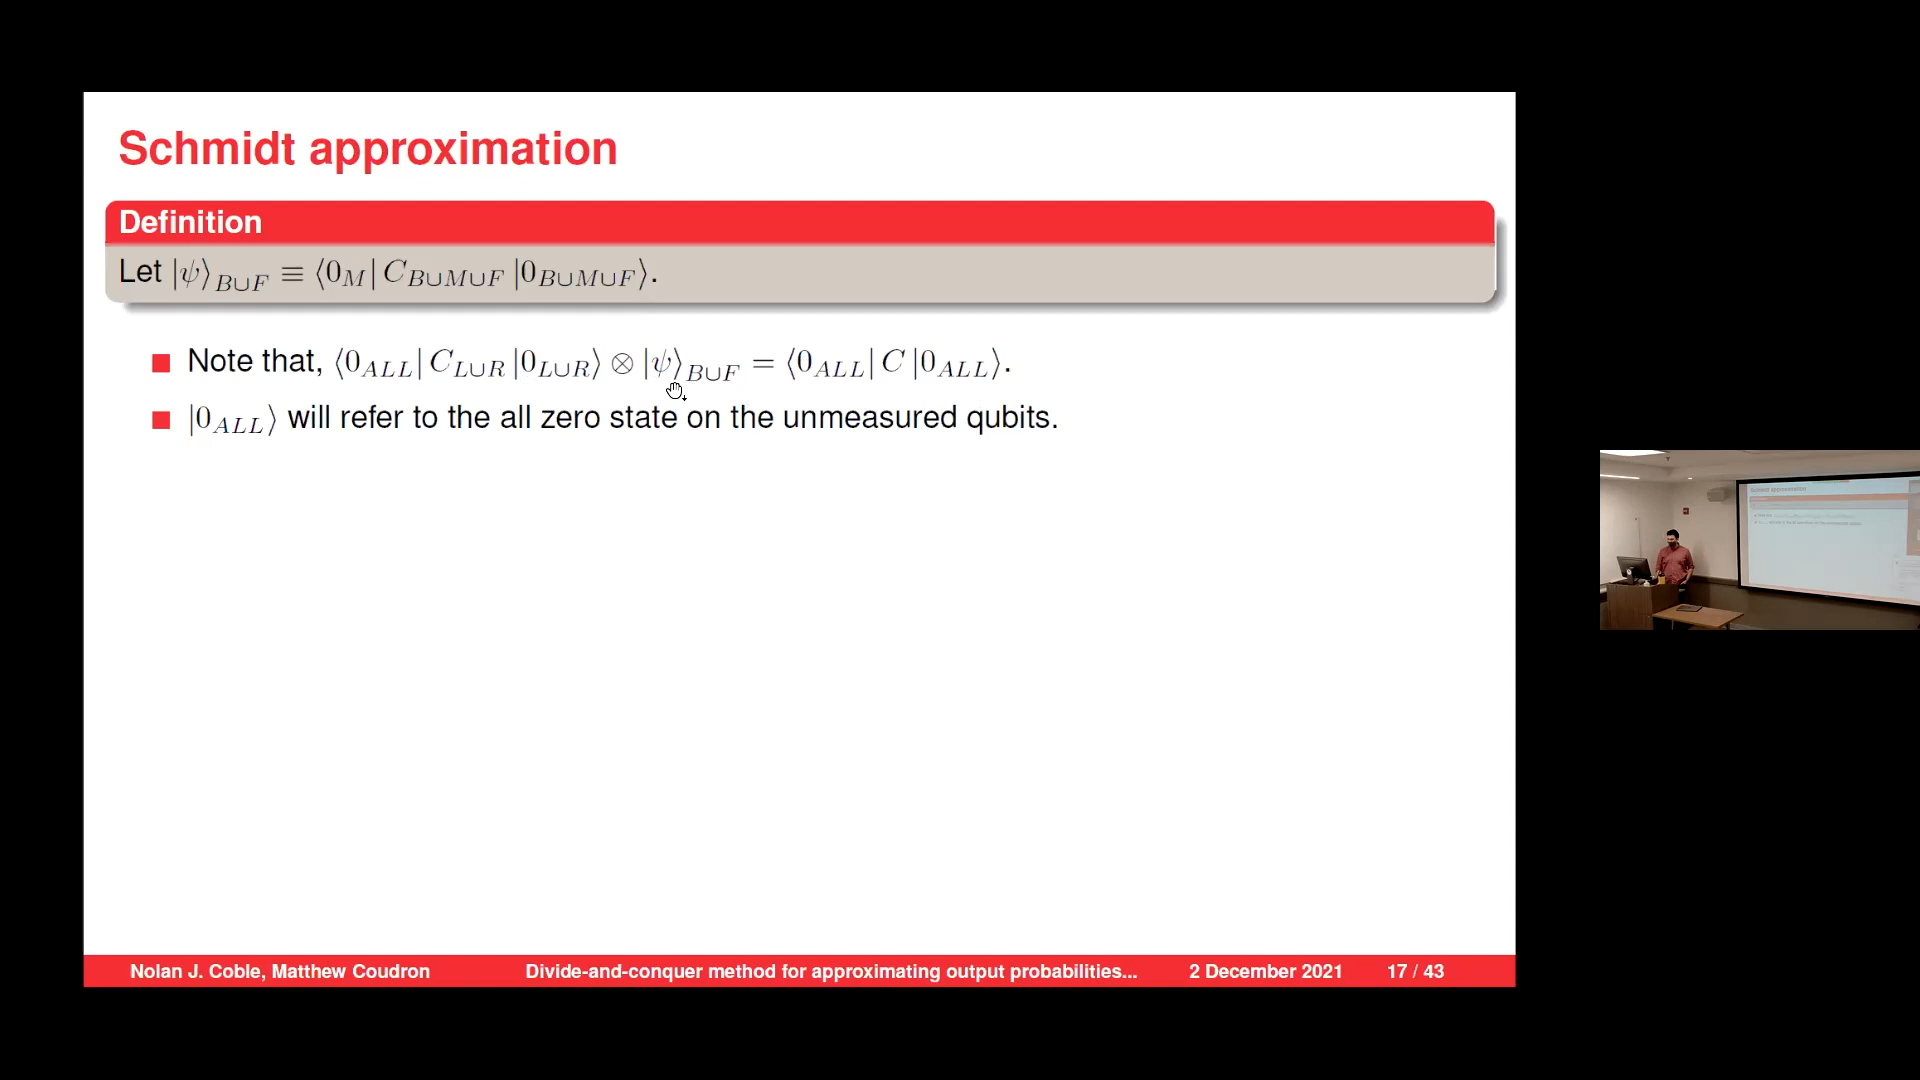 Schmidt approximation
Definition
Let |ψ⟩_{B∪F} ≡ ⟨0_M| C_{B∪M∪F} |0_{B∪M∪F}⟩.
Note that, ⟨0_{ALL}| C_{L∪R} |0_{L∪R}⟩ ⊗ |ψ⟩_{B∪F} = ⟨0_{ALL}| C |0_{ALL}⟩.
|0_{ALL}⟩ will refer to the all zero state on the unmeasured qubits.
Nolan J. Coble, Matthew Coudron Divide-and-conquer method for approximating output probabilities... 2 December 2021 17 / 43
Schmidt approximation